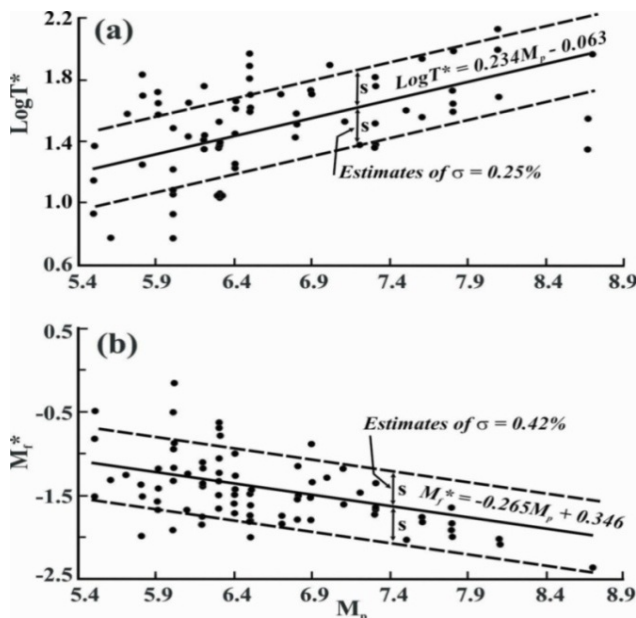 (a)
LogT*
2.2
1.8
1.4
1.0
0.6
LogT* = 0.234Mp - 0.063
s
s
Estimates of σ = 0.25%
5.4 5.9 6.4 6.9 7.4 7.9 8.4 8.9
(b)
Mf*
0.5
-0.5
-1.5
-2.5
Estimates of σ = 0.42%
s
Mf* = -0.265Mp + 0.346
s
5.4 5.9 6.4 6.9 7.4 7.9 8.4 8.9
Mp